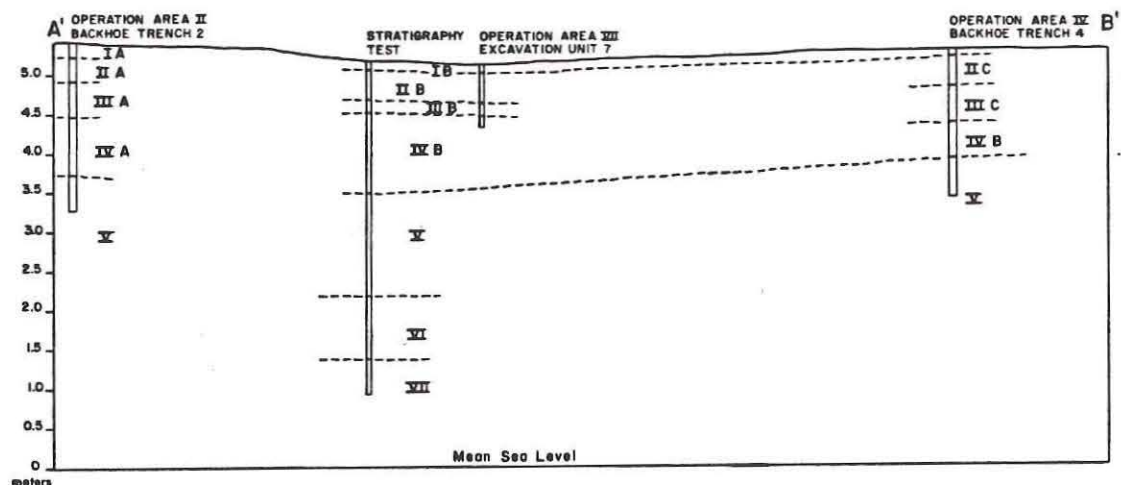 A'
OPERATION AREA II
BACKHOE TRENCH 2
STRATIGRAPHY
TEST
OPERATION AREA VII
EXCAVATION UNIT 7
OPERATION AREA IV
BACKHOE TRENCH 4
B'
I A
II A
III A
IV A
V
I B
II B
III B
IV B
V
VI
VII
II C
III C
IV B
V
5.0
4.5
4.0
3.5
3.0
2.5
2.0
1.5
1.0
0.5
0
meters
Mean Sea Level